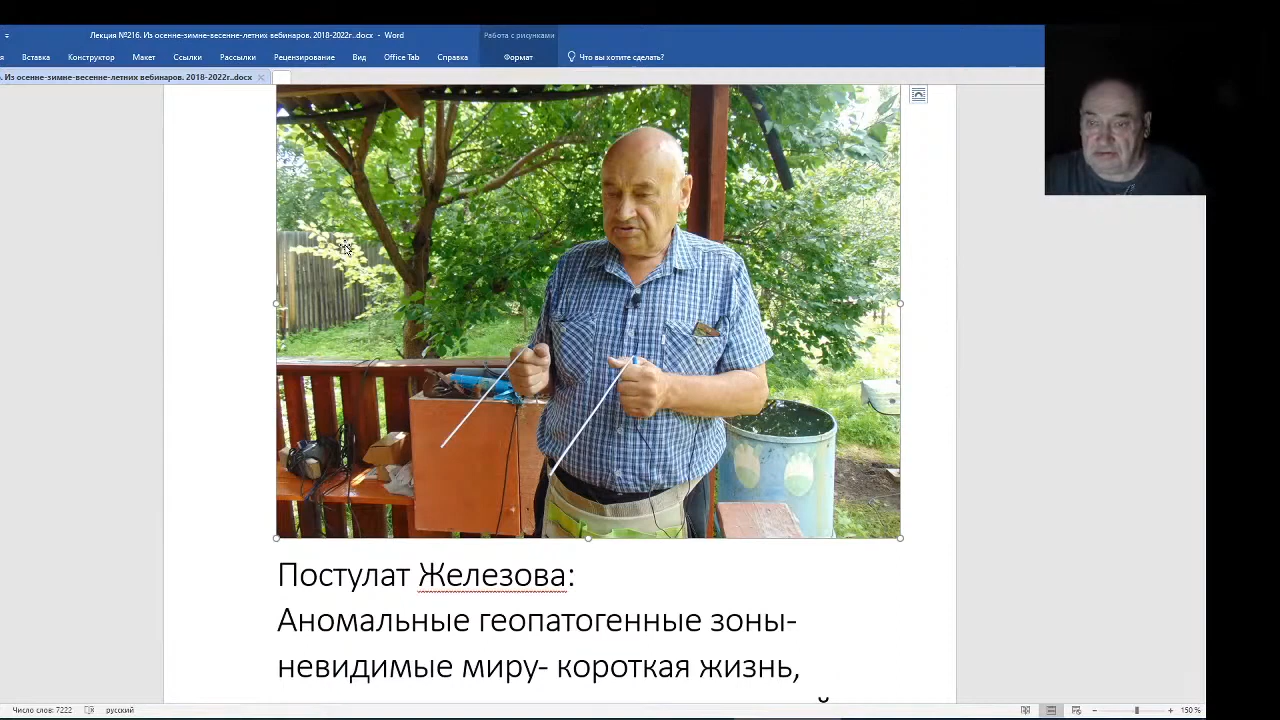 Лекция №216. Из осенне-зимне-весенне-летних вебинаров. 2018-2022г..docx - Word
Работа с рисунками
Вставка Конструктор Макет Ссылки Рассылки Рецензирование Вид Office Tab Справка Формат Что вы хотите сделать?
. Из осенне-зимне-весенне-летних вебинаров. 2018-2022г..docx
Постулат Железова:
Аномальные геопатогенные зоны-
невидимые миру- короткая жизнь,
Число слов: 7222 русский 150 %